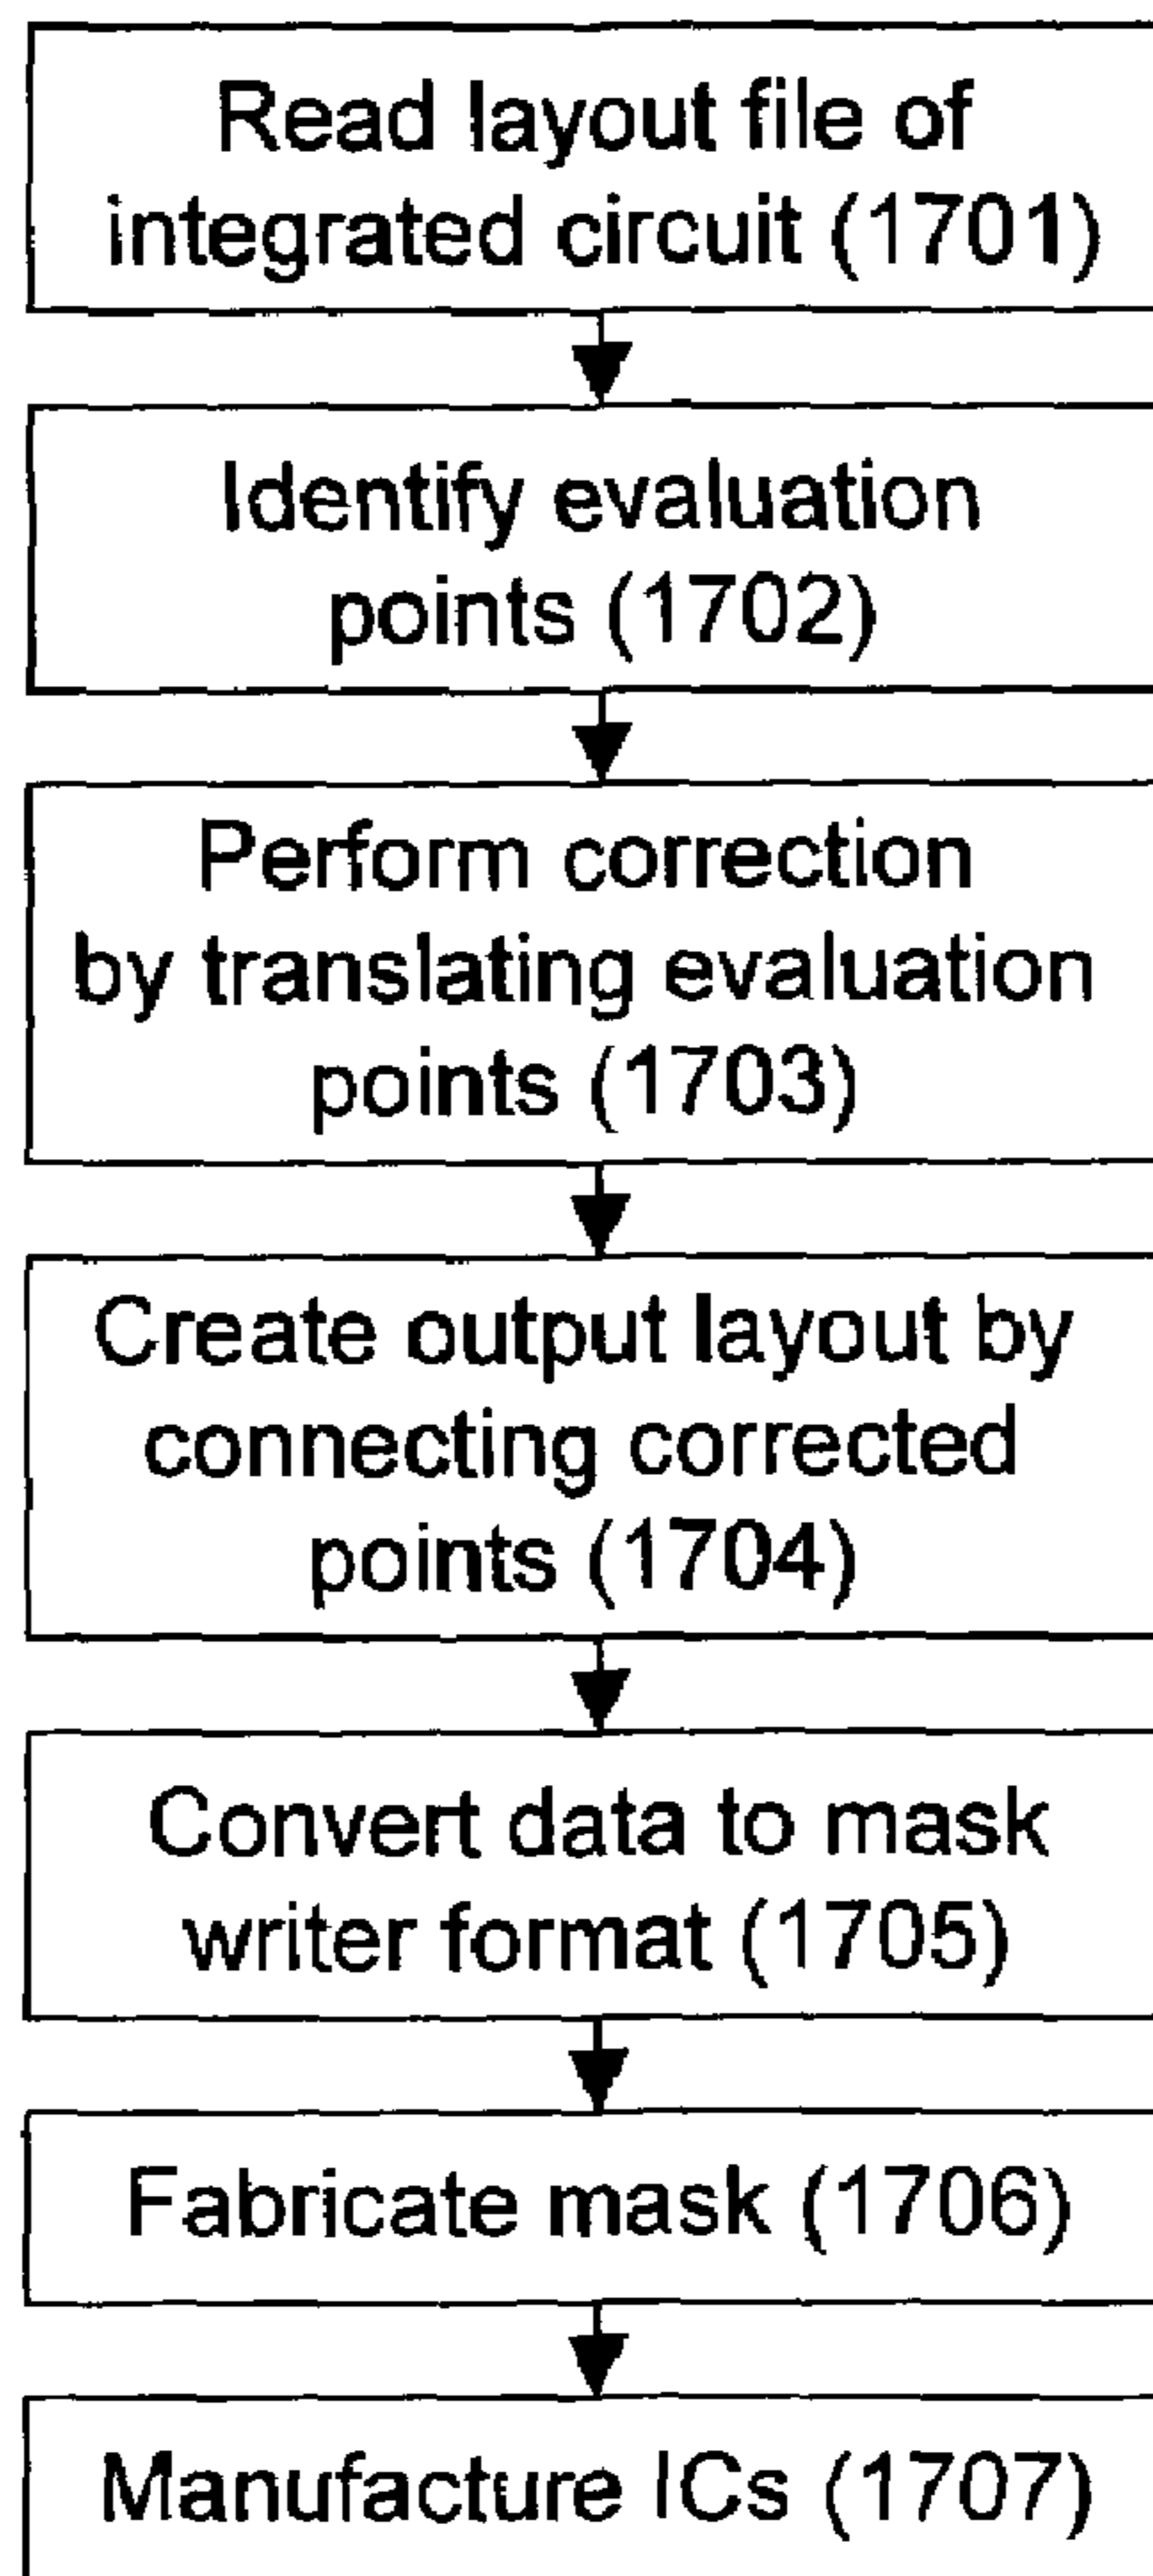 Read layout file of
integrated circuit (1701)
Identify evaluation
points (1702)
Perform correction
by translating evaluation
points (1703)
Create output layout by
connecting corrected
points (1704)
Convert data to mask
writer format (1705)
Fabricate mask (1706)
Manufacture ICs (1707)